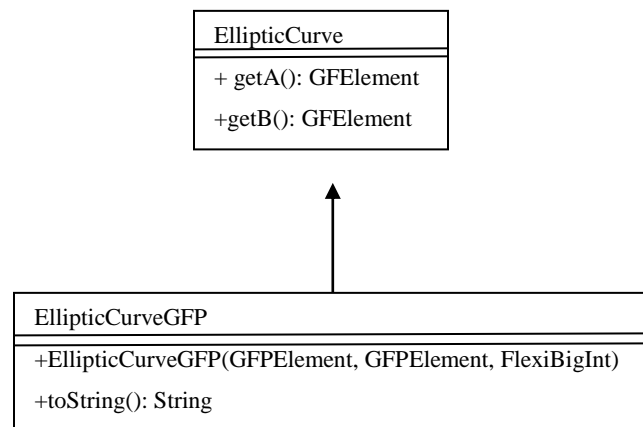 EllipticCurve
+ getA(): GFElement
+getB(): GFElement
EllipticCurveGFP
+EllipticCurveGFP(GFPElement, GFPElement, FlexiBigInt)
+toString(): String